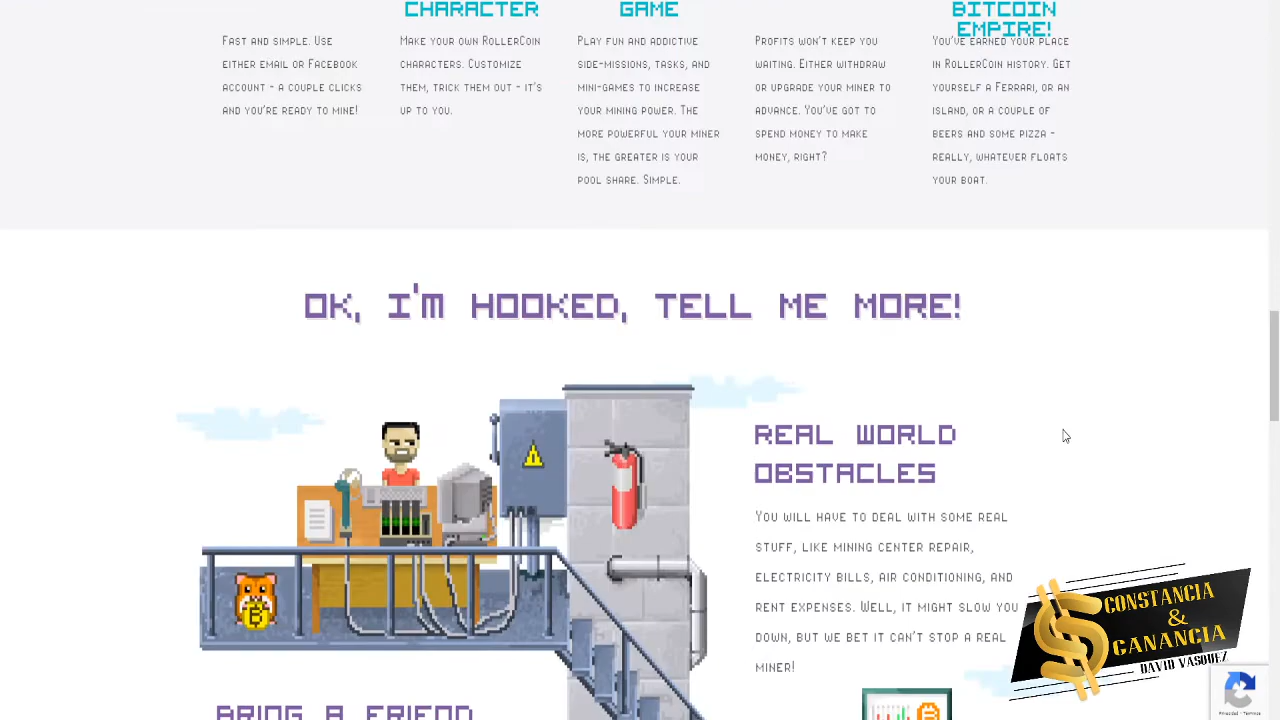 CHARACTER
GAME
BITCOIN
EMPIRE!
Fast and easy sign up
either email or Facebook
account - a couple clicks
and you're ready to mine!
Make your own RollerCoin
characters. Customize
them, trick them out - it's
up to you.
Play fun and addictive
side-missions, tasks, and
mini-games to increase
your mining power. The
more powerful your miner
is, the greater is your
pool share. Simple.
Profits won't keep you
waiting. Either withdraw
or upgrade your miner to
advance. You've got to
spend money to make
money, right?
You've earned your place
in RollerCoin history. Get
yourself a Ferrari, or an
island, or a couple of
beers and some pizza -
really, whatever floats
your boat.
OK, I'M HOOKED, TELL ME MORE!
REAL WORLD
OBSTACLES
You will have to deal with some real
stuff, like mining center repair,
electricity bills, air conditioning, and
rent expenses. Well, it might slow you
down, but we bet it can't stop a real
miner!
BRING A FRIEND
CONSTANCIA
&
GANANCIA
DAVID VASQUEZ
Privacidad - Términos